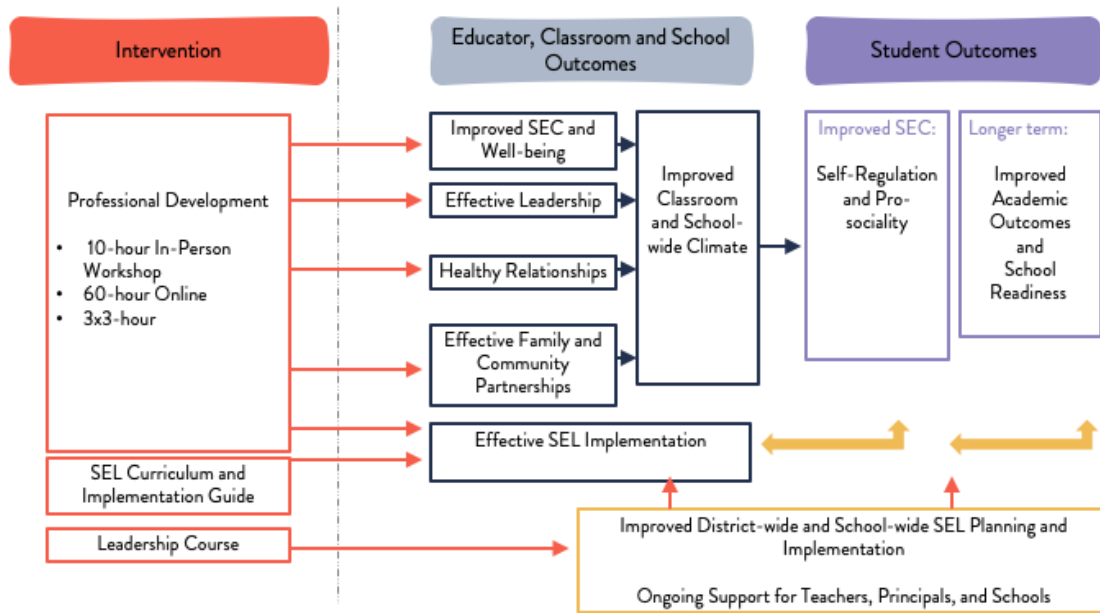 Intervention
Educator, Classroom and School
Outcomes
Student Outcomes
Professional Development
• 10-hour In-Person
Workshop
• 60-hour Online
• 3x3-hour
SEL Curriculum and
Implementation Guide
Leadership Course
Improved SEC and
Well-being
Effective Leadership
Healthy Relationships
Effective Family and
Community
Partnerships
Effective SEL Implementation
Improved
Classroom
and School-
wide Climate
Improved SEC:
Self-Regulation
and Pro-
sociality
Longer term:
Improved
Academic
Outcomes
and
School
Readiness
Improved District-wide and School-wide SEL Planning and
Implementation
Ongoing Support for Teachers, Principals, and Schools